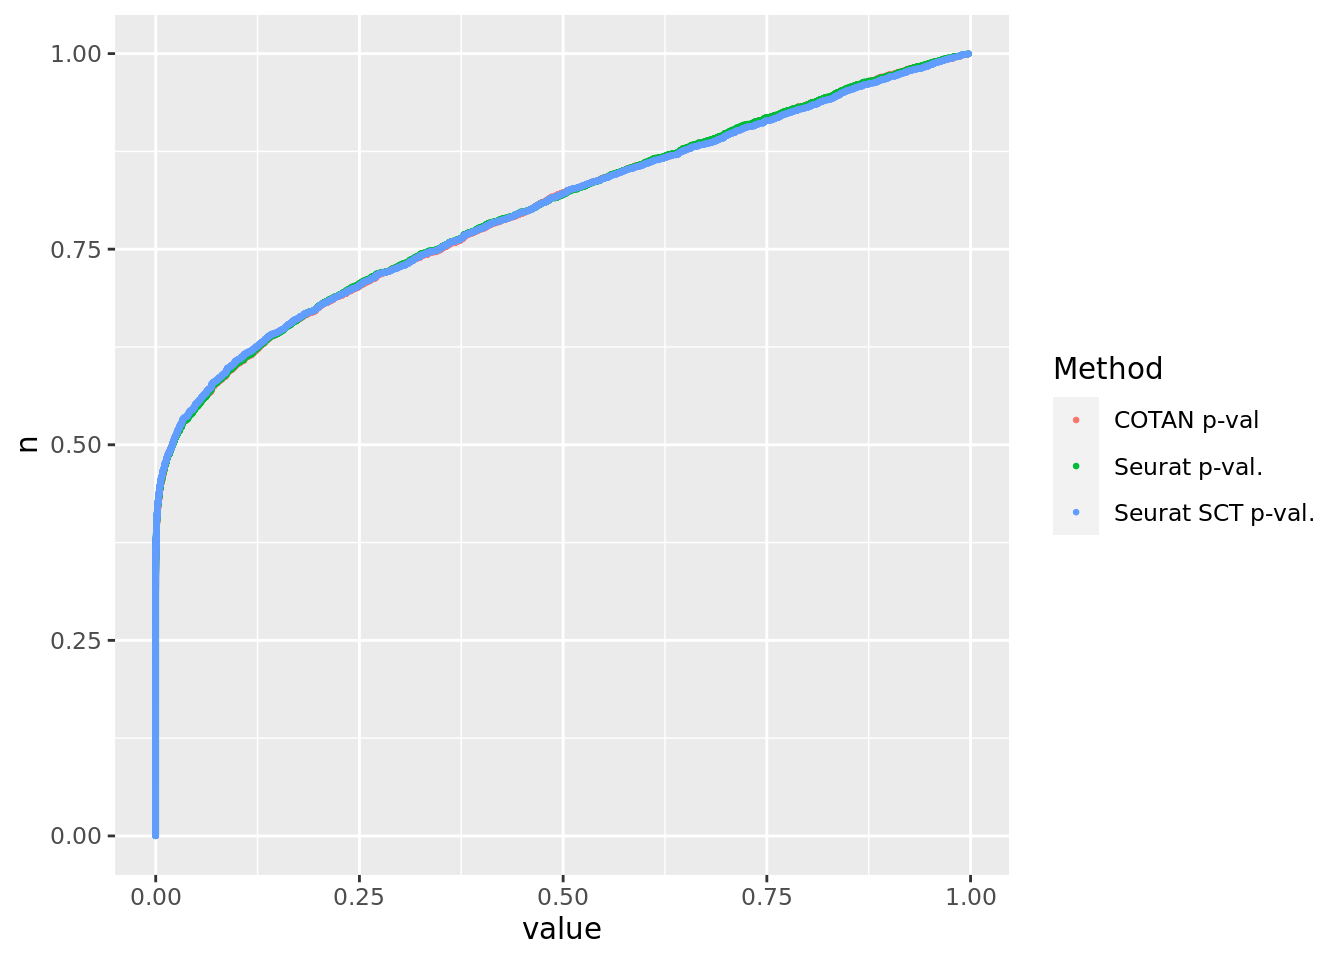 1.00
0.75
0.50
0.25
0.00
n
0.00 0.25 0.50 0.75 1.00
value
Method
COTAN p-val
Seurat p-val.
Seurat SCT p-val.